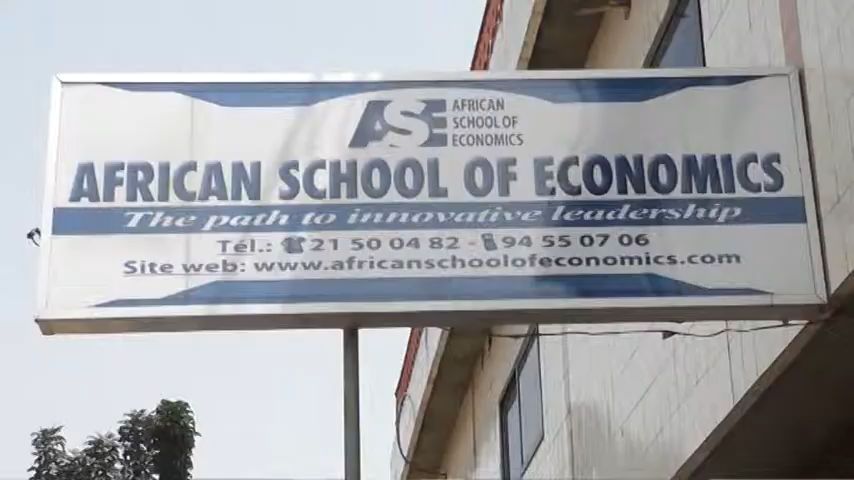 ASE AFRICAN
SCHOOL OF
ECONOMICS
AFRICAN SCHOOL OF ECONOMICS
The path to innovative leadership
Tél.: 21 50 04 82 - 94 55 07 06
Site web: www.africanschoolofeconomics.com